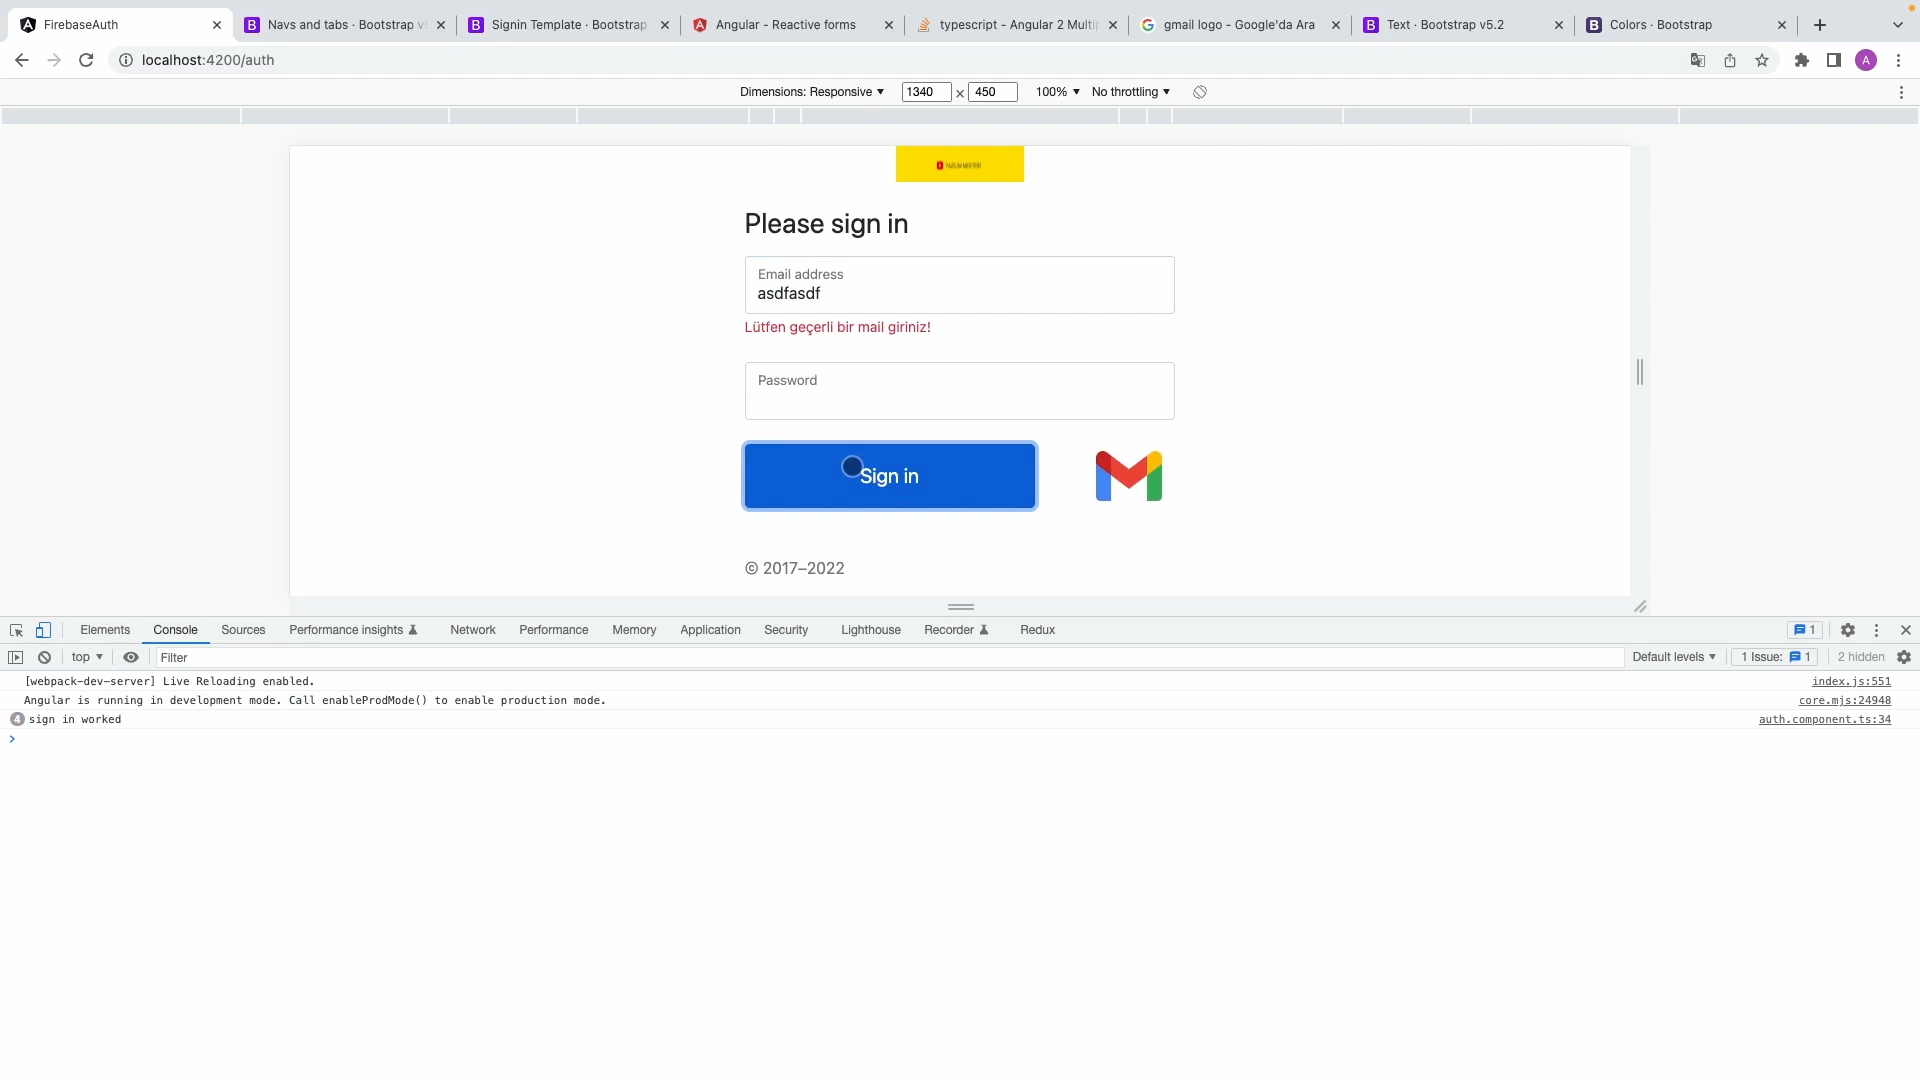 FirebaseAuth
Navs and tabs · Bootstrap v
Signin Template · Bootstrap
Angular - Reactive forms
typescript - Angular 2 Multip
gmail logo - Google'da Ara
Text · Bootstrap v5.2
Colors · Bootstrap
localhost:4200/auth
A
Dimensions: Responsive
1340 × 450
100%
No throttling
YAZILIM MEKTEBI
Please sign in
Email address
asdfasdf
Lütfen geçerli bir mail giriniz!
Password
Sign in
© 2017–2022
Elements
Console
Sources
Performance insights
Network
Performance
Memory
Application
Security
Lighthouse
Recorder
Redux
1
top
Filter
Default levels
1 Issue: 1
2 hidden
[webpack-dev-server] Live Reloading enabled.
index.js:551
Angular is running in development mode. Call enableProdMode() to enable production mode.
core.mjs:24948
4 sign in worked
auth.component.ts:34